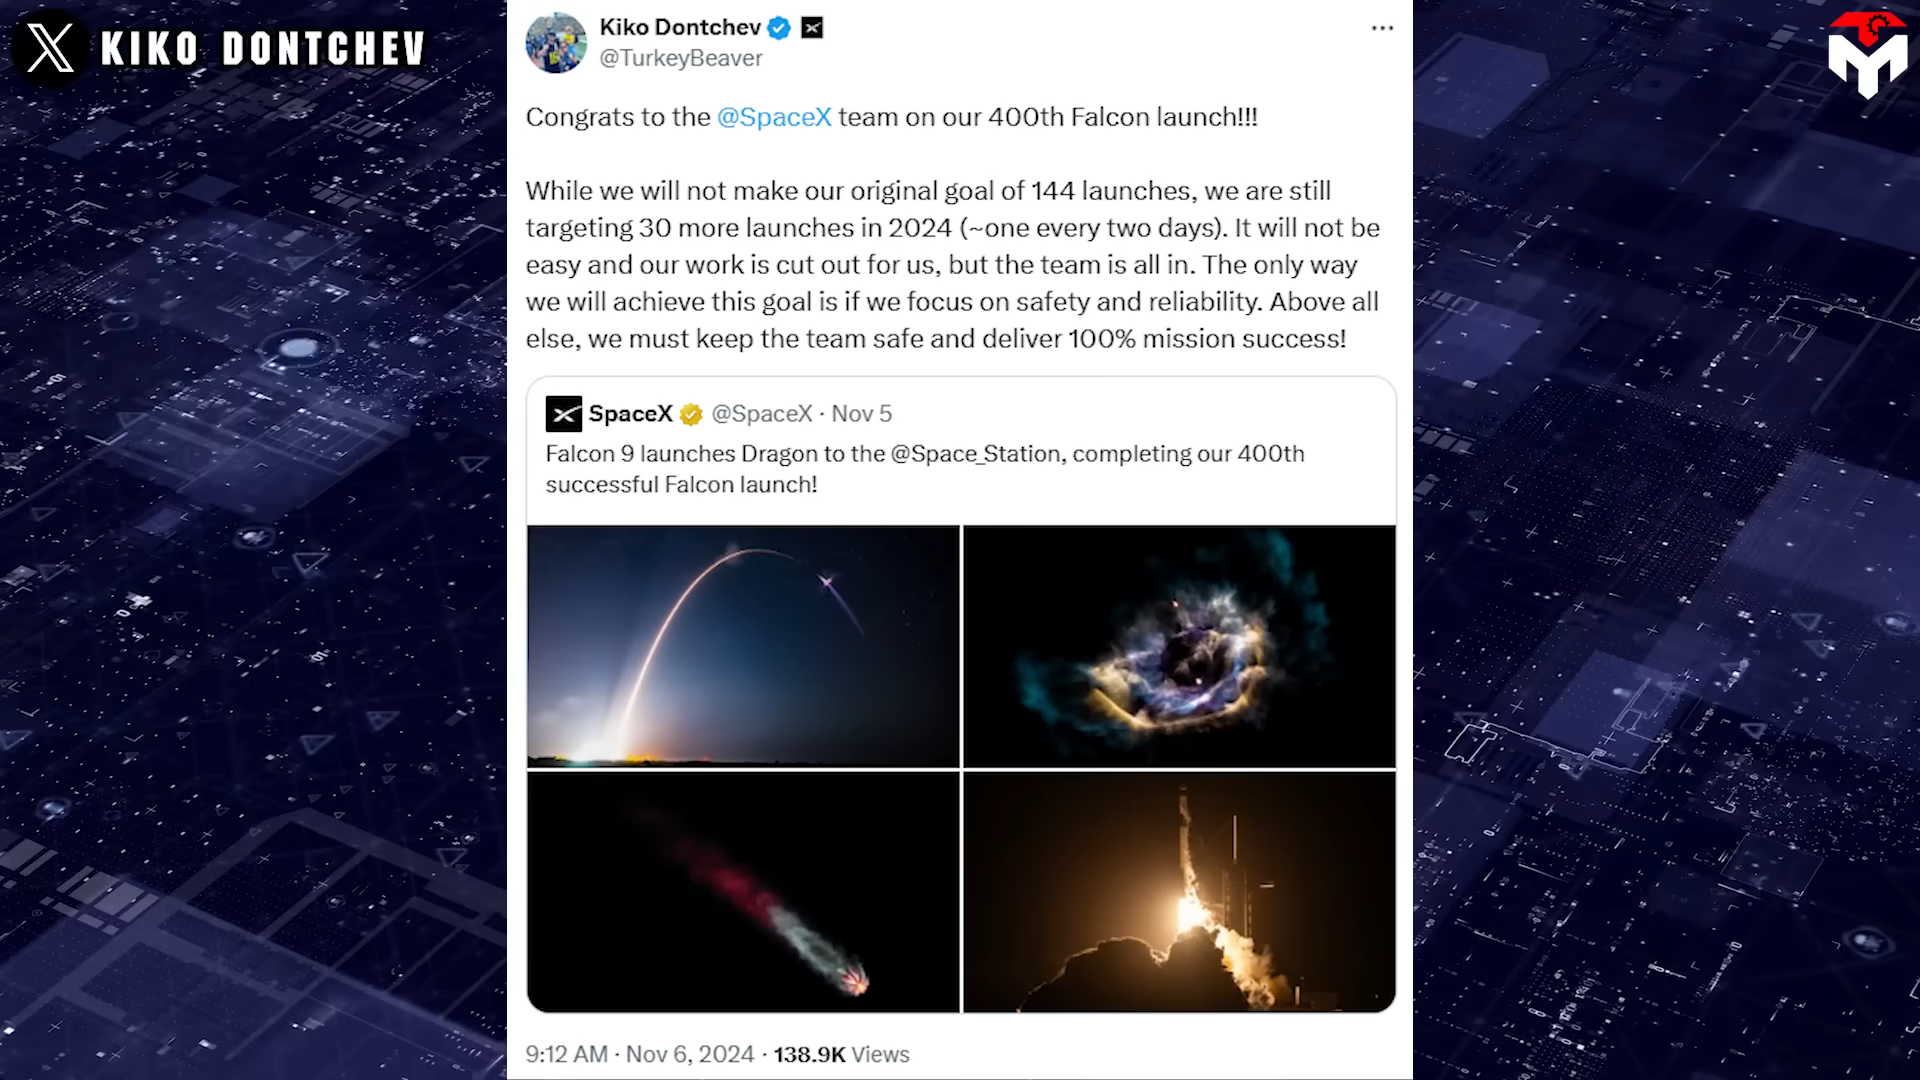 KIKO DONTCHEV
Kiko Dontchev
@TurkeyBeaver
Congrats to the @SpaceX team on our 400th Falcon launch!!!
While we will not make our original goal of 144 launches, we are still
targeting 30 more launches in 2024 (~one every two days). It will not be
easy and our work is cut out for us, but the team is all in. The only way
we will achieve this goal is if we focus on safety and reliability. Above all
else, we must keep the team safe and deliver 100% mission success!
SpaceX @SpaceX · Nov 5
Falcon 9 launches Dragon to the @Space_Station, completing our 400th
successful Falcon launch!
9:12 AM · Nov 6, 2024 · 138.9K Views